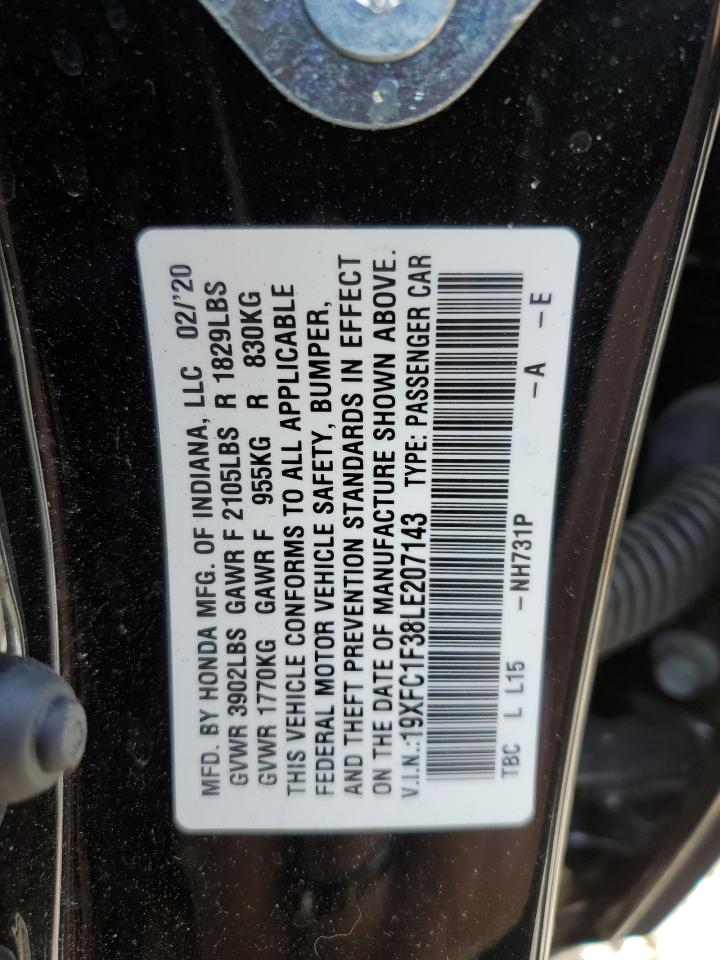 MFD. BY HONDA MFG. OF INDIANA, LLC 02/'20
GVWR 3902LBS GAWR F 2105LBS R 1829LBS
GVWR 1770KG GAWR F 955KG R 830KG
THIS VEHICLE CONFORMS TO ALL APPLICABLE
FEDERAL MOTOR VEHICLE SAFETY, BUMPER,
AND THEFT PREVENTION STANDARDS IN EFFECT
ON THE DATE OF MANUFACTURE SHOWN ABOVE.
V.I.N.:19XFC1F38LE207143 TYPE: PASSENGER CAR
TBC L L15 -NH731P -A -E